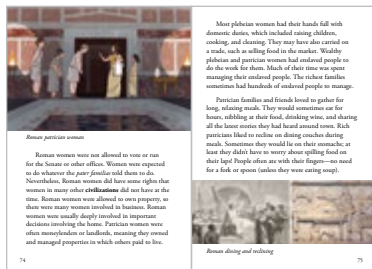 Roman patrician woman
Roman women were not allowed to vote or run
for the Senate or other offices. Women were expected
to do whatever the pater familias told them to do.
Nevertheless, Roman women did have some rights that
women in many other civilizations did not have at the
time. Roman women were allowed to own property, so
there were many women involved in business. Roman
women were usually deeply involved in important
decisions involving the home. Patrician women were
often moneylenders or landlords, meaning they owned
and managed properties in which others paid to live.
74
Most plebeian women had their hands full with
domestic duties, which included raising children,
cooking, and cleaning. They may have also carried on
a trade, such as selling food in the market. Wealthy
plebeian and patrician women had enslaved people to
do the work for them. Much of their time was spent
managing their enslaved people. The richest families
sometimes had hundreds of enslaved people to manage.
Patrician families and friends loved to gather for
long, relaxing meals. They would sometimes eat for
hours, nibbling at their food, drinking wine, and sharing
all the latest stories they had heard around town. Rich
patricians liked to recline on dining couches during
meals. Sometimes they would lie on their stomachs; at
least they didn't have to worry about spilling food on
their laps! People often ate with their fingers—no need
for a fork or spoon (unless they were eating soup).
Roman dining and reclining
75